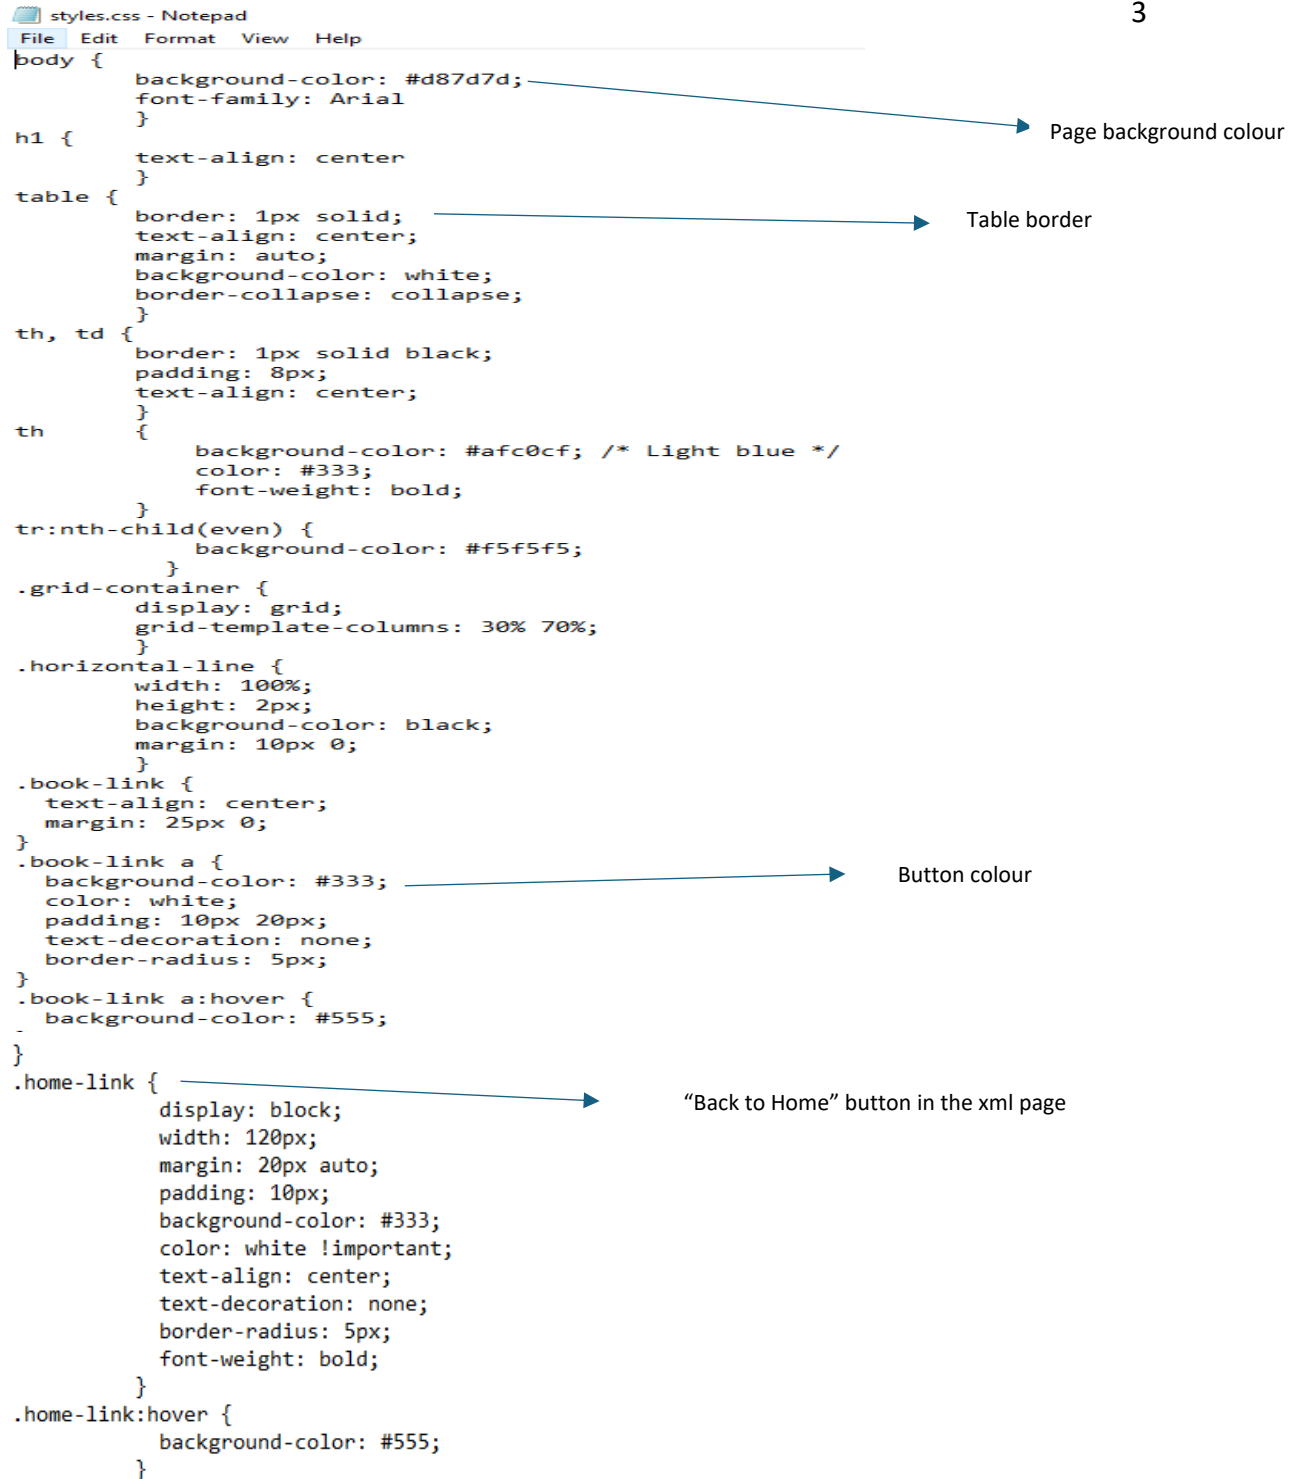 styles.css - Notepad
3
File Edit Format View Help
body {
background-color: #d87d7d;
font-family: Arial
}
Page background colour
h1 {
text-align: center
}
table {
border: 1px solid;
Table border
text-align: center;
margin: auto;
background-color: white;
border-collapse: collapse;
}
th, td {
border: 1px solid black;
padding: 8px;
text-align: center;
}
th {
background-color: #afc0cf; /* Light blue */
color: #333;
font-weight: bold;
}
tr:nth-child(even) {
background-color: #f5f5f5;
}
.grid-container {
display: grid;
grid-template-columns: 30% 70%;
}
.horizontal-line {
width: 100%;
height: 2px;
background-color: black;
margin: 10px 0;
}
.book-link {
text-align: center;
margin: 25px 0;
}
.book-link a {
background-color: #333;
Button colour
color: white;
padding: 10px 20px;
text-decoration: none;
border-radius: 5px;
}
.book-link a:hover {
background-color: #555;
}
.home-link {
“Back to Home” button in the xml page
display: block;
width: 120px;
margin: 20px auto;
padding: 10px;
background-color: #333;
color: white !important;
text-align: center;
text-decoration: none;
border-radius: 5px;
font-weight: bold;
}
.home-link:hover {
background-color: #555;
}